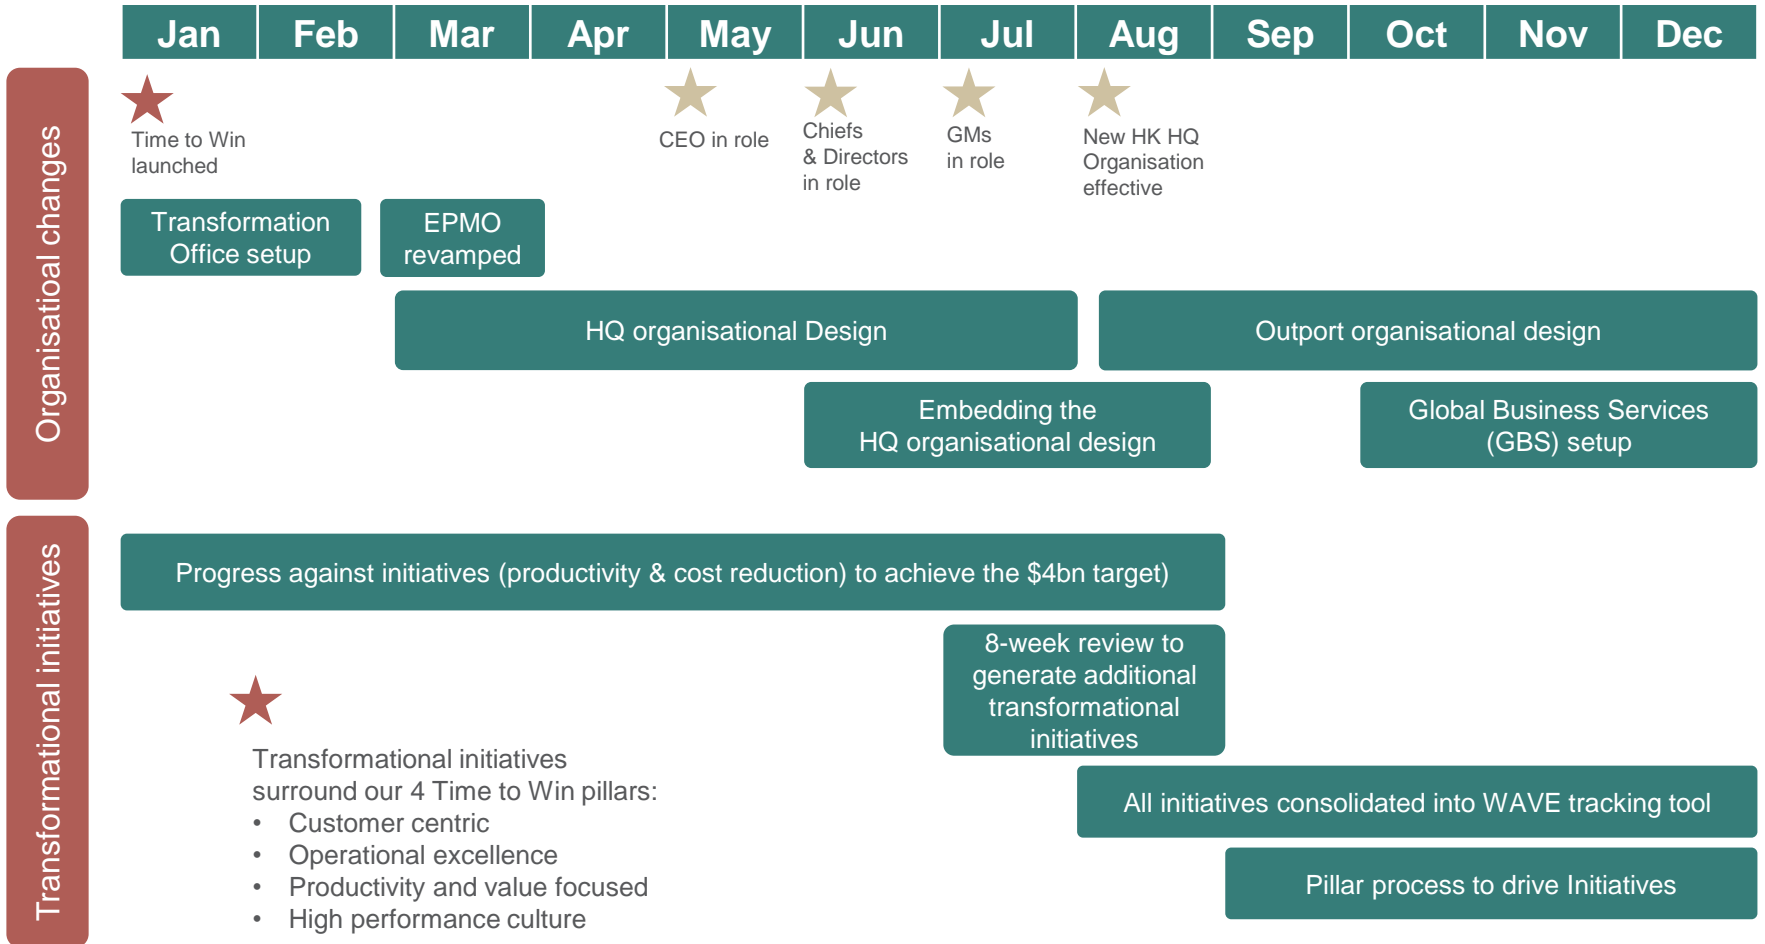 Jan Feb Mar Apr May Jun Jul Aug Sep Oct Nov Dec
Organisatioal changes
Time to Win
launched
CEO in role
Chiefs
& Directors
in role
GMs
in role
New HK HQ
Organisation
effective
Transformation
Office setup
EPMO
revamped
HQ organisational Design
Outport organisational design
Embedding the
HQ organisational design
Global Business Services
(GBS) setup
Transformational initiatives
Progress against initiatives (productivity & cost reduction) to achieve the $4bn target)
8-week review to
generate additional
transformational
initiatives
Transformational initiatives
surround our 4 Time to Win pillars:
• Customer centric
• Operational excellence
• Productivity and value focused
• High performance culture
All initiatives consolidated into WAVE tracking tool
Pillar process to drive Initiatives